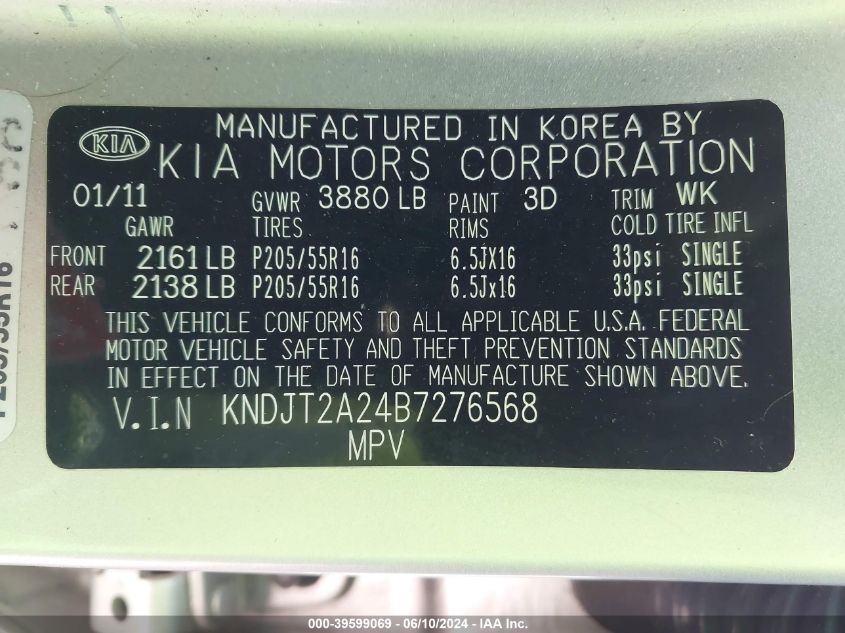 MANUFACTURED IN KOREA BY
KIA KIA MOTORS CORPORATION
01/11 GVWR 3880 LB PAINT 3D TRIM WK
GAWR TIRES RIMS COLD TIRE INFL
FRONT 2161 LB P205/55R16 6.5JX16 33psi SINGLE
REAR 2138 LB P205/55R16 6.5Jx16 33psi SINGLE
THIS VEHICLE CONFORMS TO ALL APPLICABLE U.S.A. FEDERAL
MOTOR VEHICLE SAFETY AND THEFT PREVENTION STANDARDS
IN EFFECT ON THE DATE OF MANUFACTURE SHOWN ABOVE.
V.I.N KNDJT2A24B7276568
MPV
P205/55R16
000-39599069 - 06/10/2024 - IAA Inc.